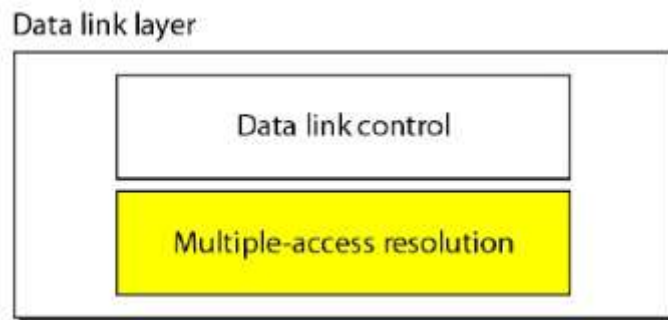 Data link layer
Data link control
Multiple-access resolution